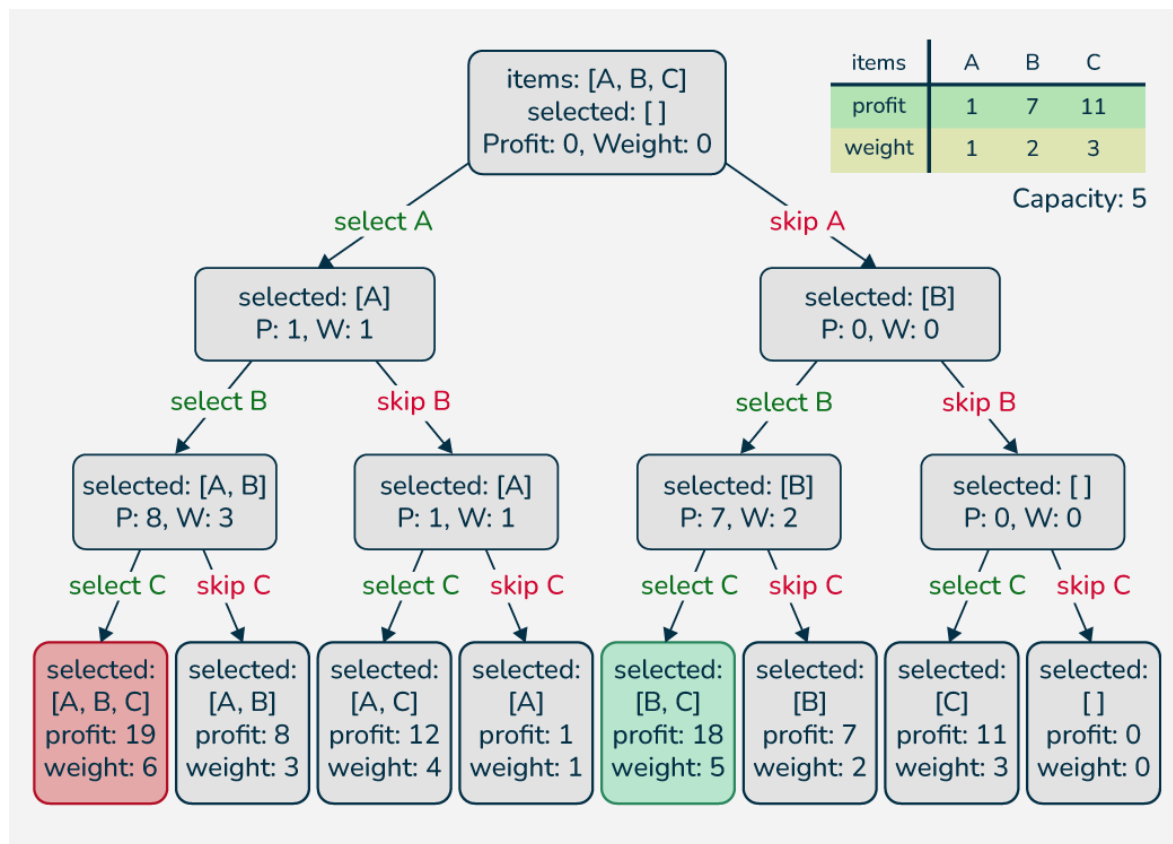 items: [A, B, C]
selected: [ ]
Profit: 0, Weight: 0
items A B C
profit 1 7 11
weight 1 2 3
Capacity: 5
select A
skip A
selected: [A]
P: 1, W: 1
selected: [B]
P: 0, W: 0
select B
skip B
select B
skip B
selected: [A, B]
P: 8, W: 3
selected: [A]
P: 1, W: 1
selected: [B]
P: 7, W: 2
selected: [ ]
P: 0, W: 0
select C
skip C
select C
skip C
select C
skip C
select C
skip C
selected:
[A, B, C]
profit: 19
weight: 6
selected:
[A, B]
profit: 8
weight: 3
selected:
[A, C]
profit: 12
weight: 4
selected:
[A]
profit: 1
weight: 1
selected:
[B, C]
profit: 18
weight: 5
selected:
[B]
profit: 7
weight: 2
selected:
[C]
profit: 11
weight: 3
selected:
[ ]
profit: 0
weight: 0